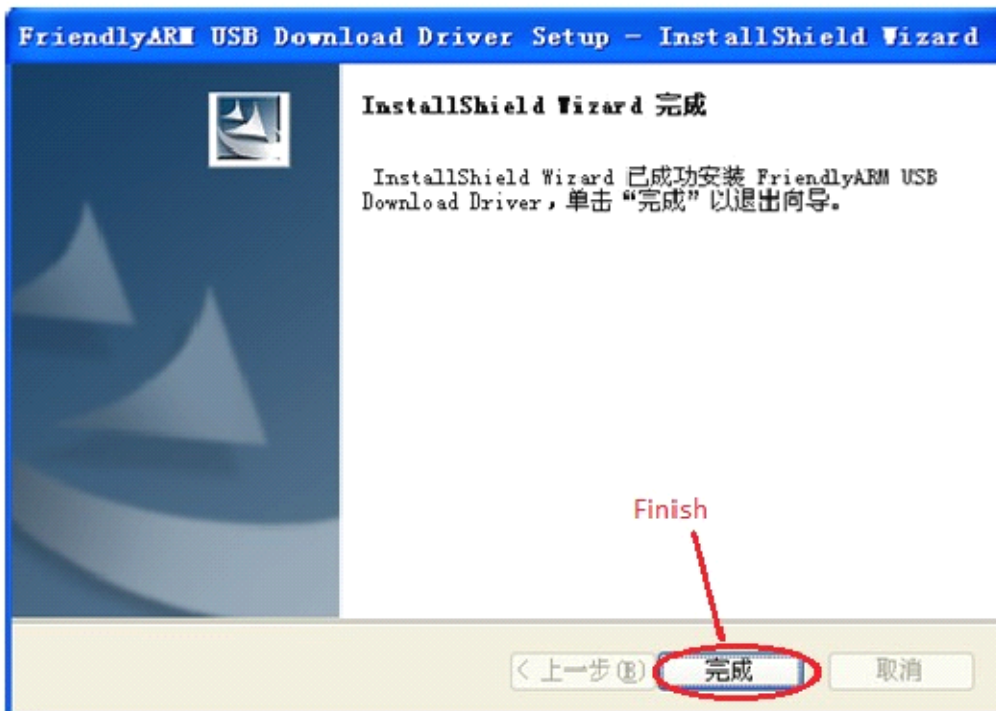 FriendlyARM USB Download Driver Setup - InstallShield Wizard
InstallShield Wizard 完成
InstallShield Wizard 已成功安装 FriendlyARM USB
Download Driver，单击“完成”以退出向导。
Finish
< 上一步(B)
完成
取消